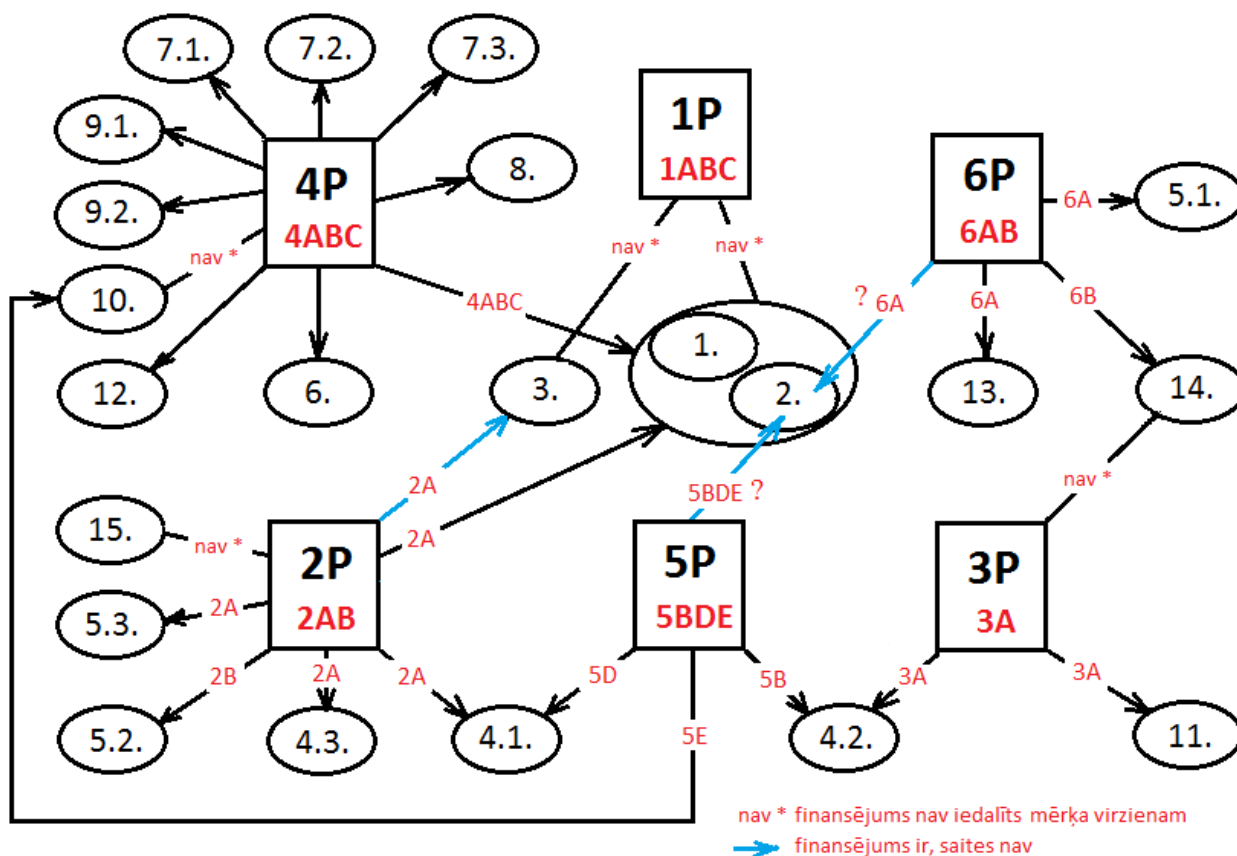 7.1.
7.2.
7.3.
9.1.
4P
4ABC
8.
1P
1ABC
6P
6AB
6A
5.1.
9.2.
nav *
nav *
nav *
10.
4ABC
? 6A
6A
6B
12.
6.
3.
1.
2.
13.
14.
2A
5BDE ?
nav *
15.
nav *
2P
2AB
2A
5P
5BDE
3P
3A
5.3.
2A
2B
2A
2A
5D
5B
3A
3A
5.2.
4.3.
4.1.
5E
4.2.
11.
nav * finansējums nav iedalīts mērķa virzienam
finansējums ir, saites nav